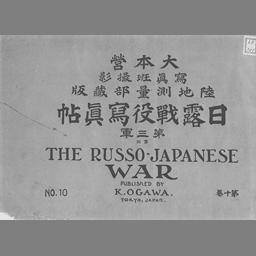 營本大
影撮班眞寫
版藏部量測地陸
帖眞寫役戰露日
軍三第
THE RUSSO-JAPANESE
WAR
PUBLISHED BY
K. OGAWA.
TOKYO, JAPAN.
NO. 10
卷十第